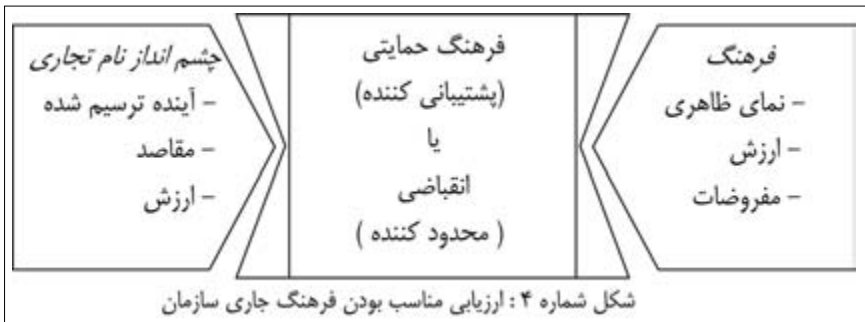 فرهنگ
– نمای ظاهری
– ارزش
– مفروضات
فرهنگ حمایتی
(پشتیبانی کننده)
یا
انقباضی
( محدود کننده )
چشم انداز نام تجاری
– آینده ترسیم شده
– مقاصد
– ارزش
شکل شماره ۴ : ارزیابی مناسب بودن فرهنگ جاری سازمان